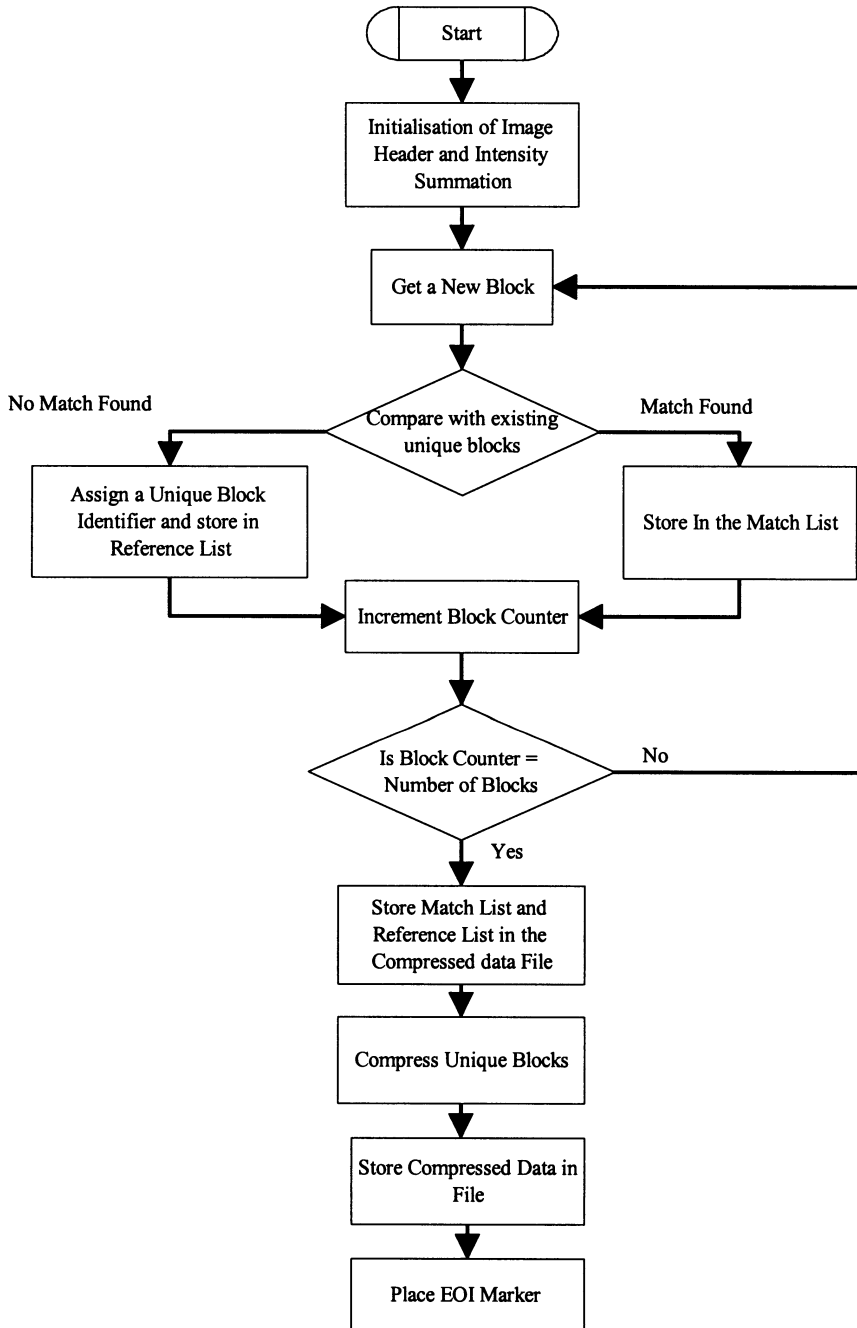 Start
Initialisation of Image
Header and Intensity
Summation
Get a New Block
No Match Found
Compare with existing
unique blocks
Match Found
Assign a Unique Block
Identifier and store in
Reference List
Store In the Match List
Increment Block Counter
Is Block Counter =
Number of Blocks
No
Yes
Store Match List and
Reference List in the
Compressed data File
Compress Unique Blocks
Store Compressed Data in
File
Place EOI Marker